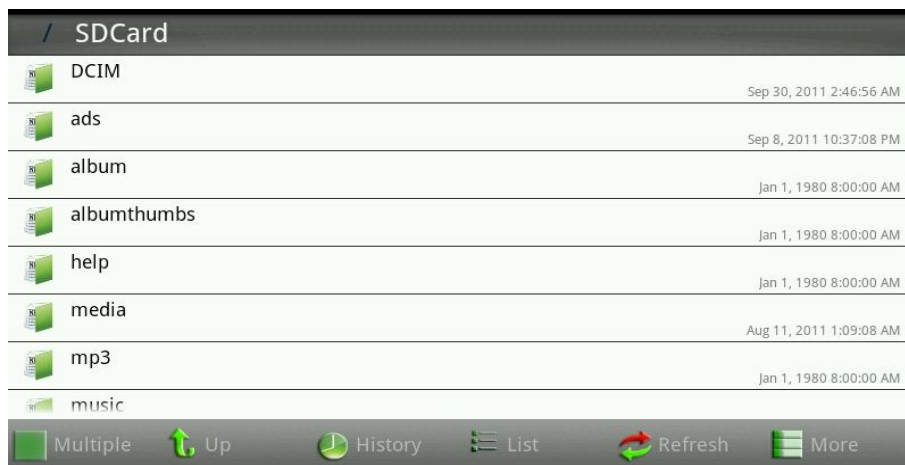 / SDCard
DCIM
Sep 30, 2011 2:46:56 AM
ads
Sep 8, 2011 10:37:08 PM
album
Jan 1, 1980 8:00:00 AM
albumthumbs
Jan 1, 1980 8:00:00 AM
help
Jan 1, 1980 8:00:00 AM
media
Aug 11, 2011 1:09:08 AM
mp3
Jan 1, 1980 8:00:00 AM
music
Multiple Up History List Refresh More